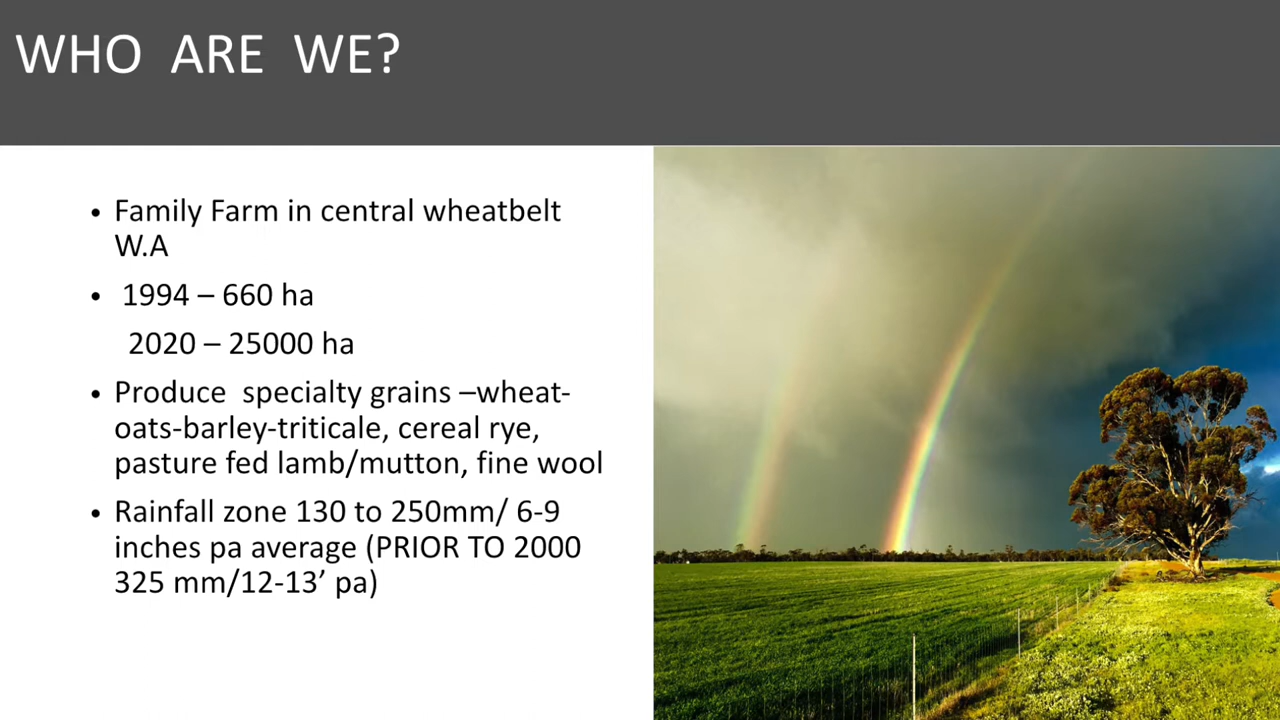 WHO ARE WE?
• Family Farm in central wheatbelt
W.A
• 1994 – 660 ha
2020 – 25000 ha
• Produce specialty grains –wheat-
oats-barley-triticale, cereal rye,
pasture fed lamb/mutton, fine wool
• Rainfall zone 130 to 250mm/ 6-9
inches pa average (PRIOR TO 2000
325 mm/12-13’ pa)